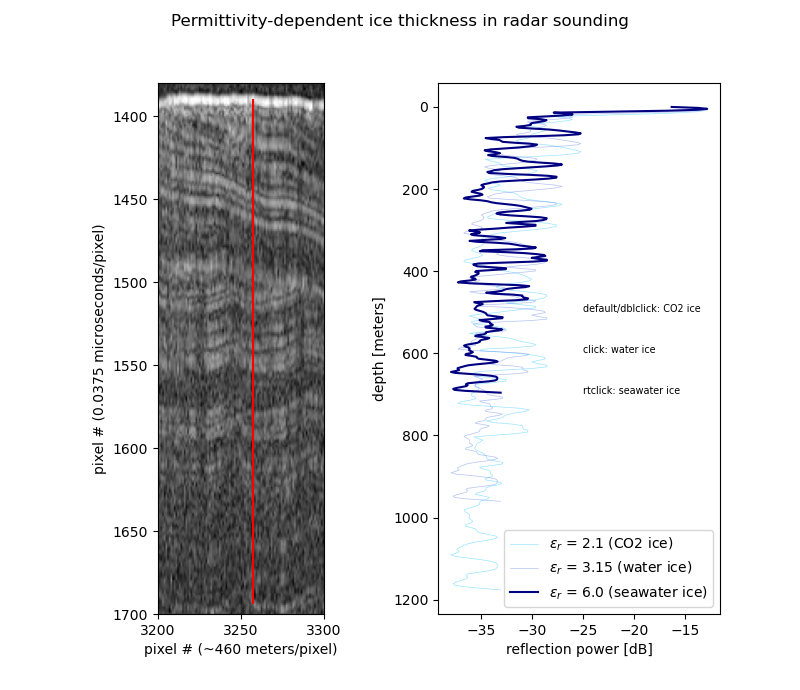 Permittivity-dependent ice thickness in radar sounding
1400
1450
1500
1550
1600
1650
1700
pixel # (0.0375 microseconds/pixel)
3200
3250
3300
pixel # (~460 meters/pixel)
0
200
400
600
800
1000
1200
depth [meters]
default/dblclick: CO2 ice
click: water ice
rtclick: seawater ice
εr = 2.1 (CO2 ice)
εr = 3.15 (water ice)
εr = 6.0 (seawater ice)
−35
−30
−25
−20
−15
reflection power [dB]